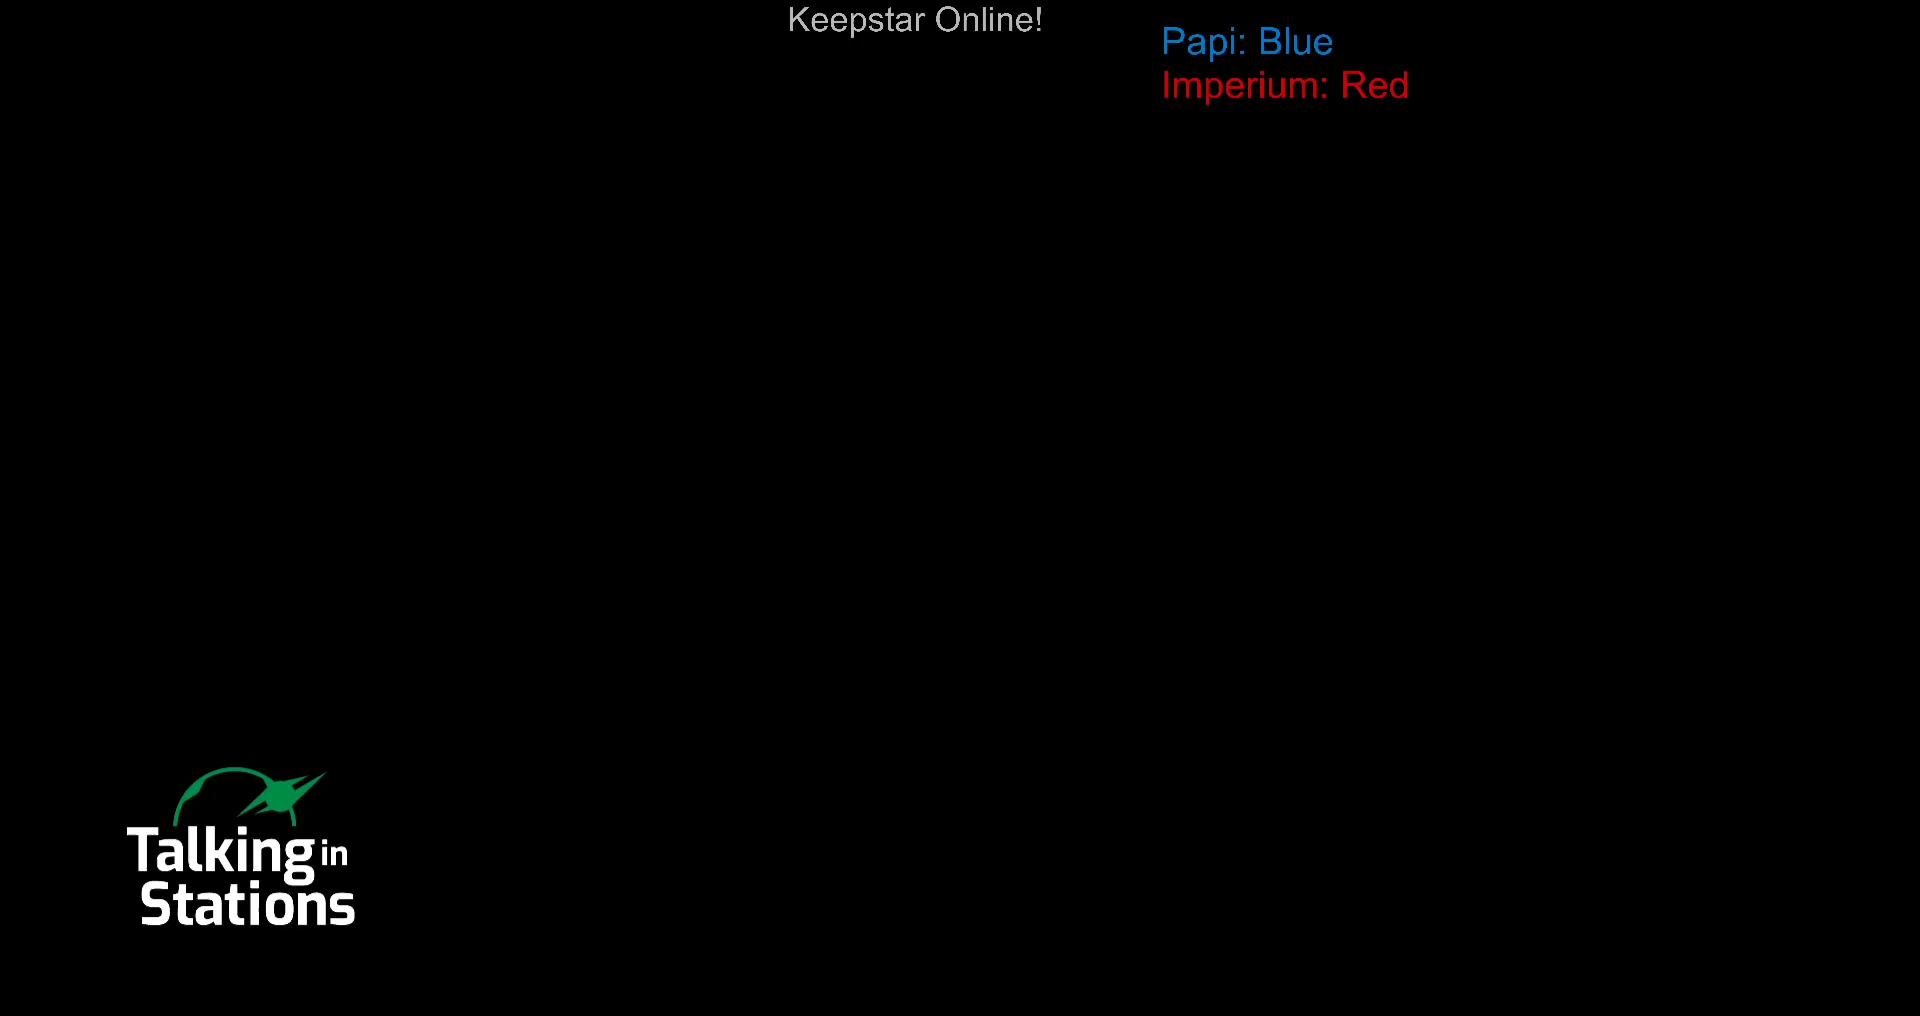 Keepstar Online!
Papi: Blue
Imperium: Red
Talking in
Stations